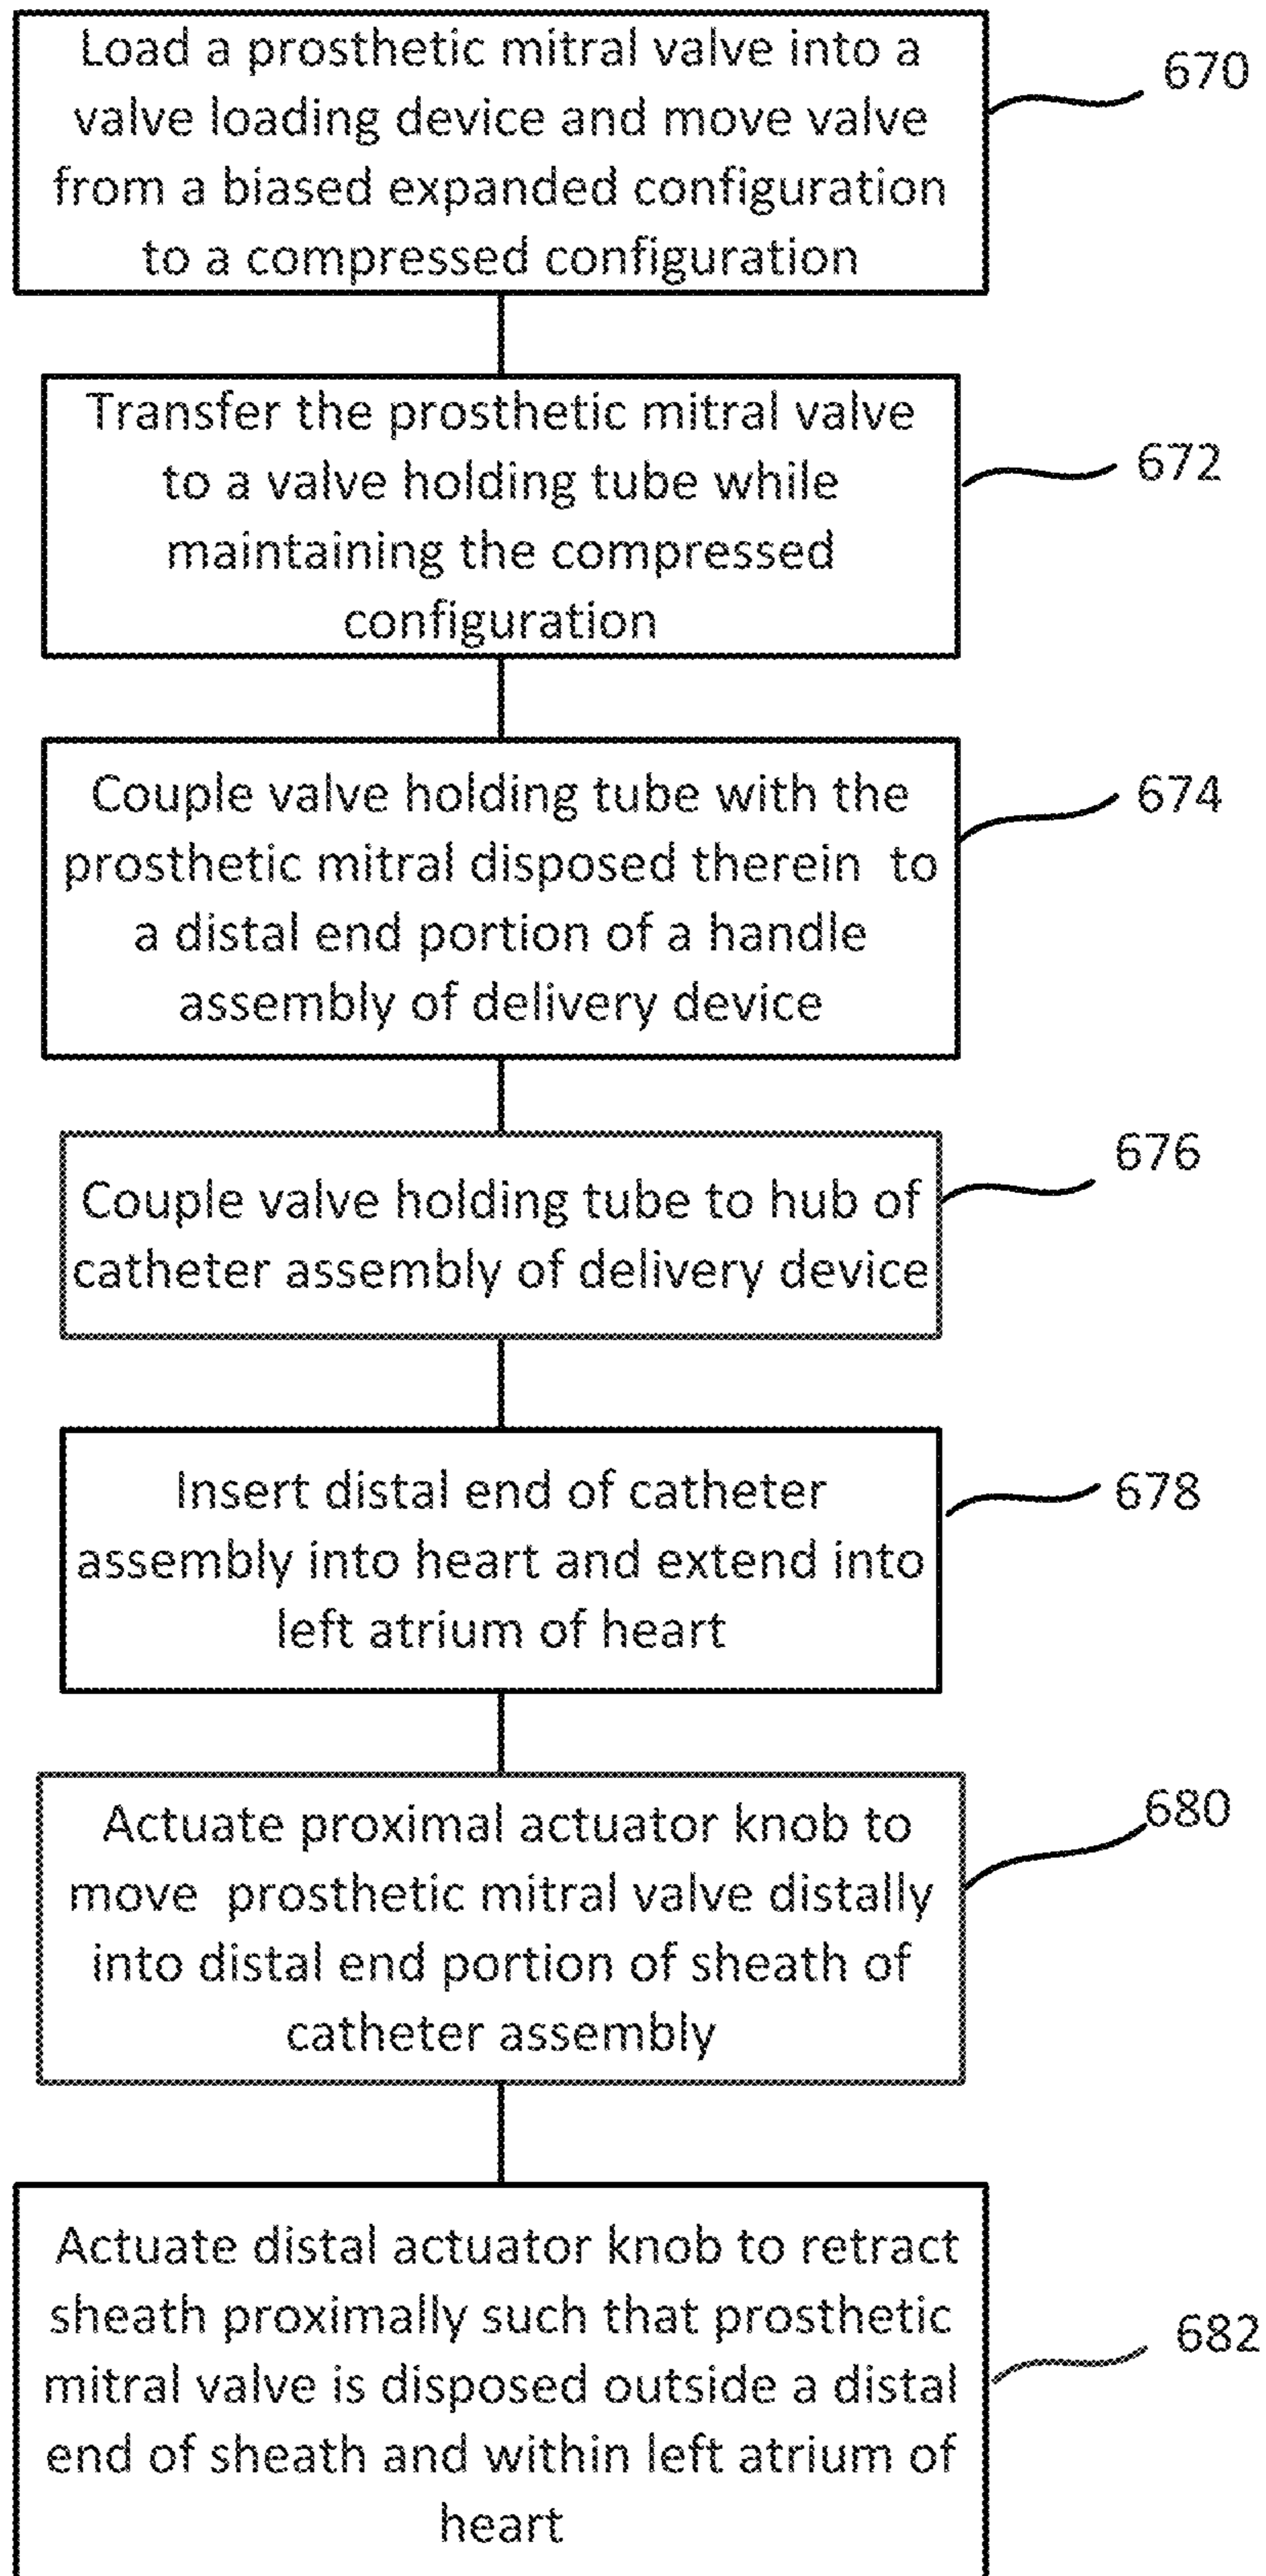 Load a prosthetic mitral valve into a
valve loading device and move valve
from a biased expanded configuration
to a compressed configuration
670
Transfer the prosthetic mitral valve
to a valve holding tube while
maintaining the compressed
configuration
672
Couple valve holding tube with the
prosthetic mitral disposed therein to
a distal end portion of a handle
assembly of delivery device
674
Couple valve holding tube to hub of
catheter assembly of delivery device
676
Insert distal end of catheter
assembly into heart and extend into
left atrium of heart
678
Actuate proximal actuator knob to
move prosthetic mitral valve distally
into distal end portion of sheath of
catheter assembly
680
Actuate distal actuator knob to retract
sheath proximally such that prosthetic
mitral valve is disposed outside a distal
end of sheath and within left atrium of
heart
682